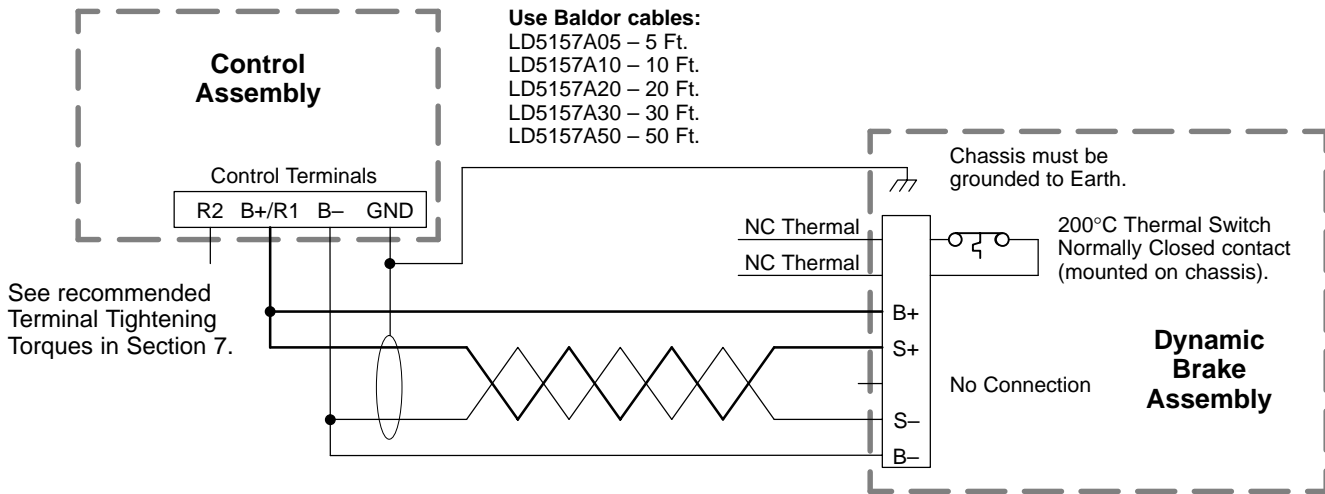 Control
Assembly
Use Baldor cables:
LD5157A05 – 5 Ft.
LD5157A10 – 10 Ft.
LD5157A20 – 20 Ft.
LD5157A30 – 30 Ft.
LD5157A50 – 50 Ft.
Control Terminals
R2 B+/R1 B– GND
See recommended
Terminal Tightening
Torques in Section 7.
Chassis must be
grounded to Earth.
NC Thermal
NC Thermal
200°C Thermal Switch
Normally Closed contact
(mounted on chassis).
B+
S+
No Connection
S–
B–
Dynamic
Brake
Assembly